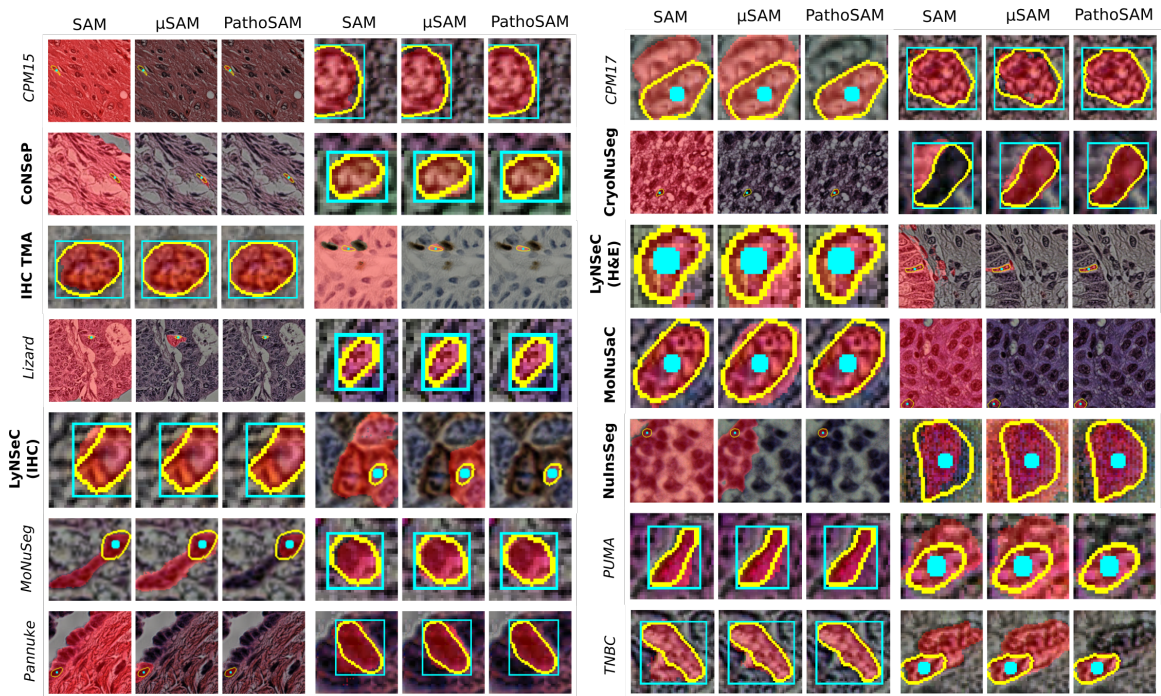 SAM µSAM PathoSAM SAM µSAM PathoSAM
CPM15
CoNSeP
IHC TMA
Lizard
LyNSeC
(IHC)
MoNuSeg
Pannuke
SAM µSAM PathoSAM SAM µSAM PathoSAM
CPM17
CryoNuSeg
LyNSeC
(H&E)
MoNuSaC
NuInsSeg
PUMA
TNBC